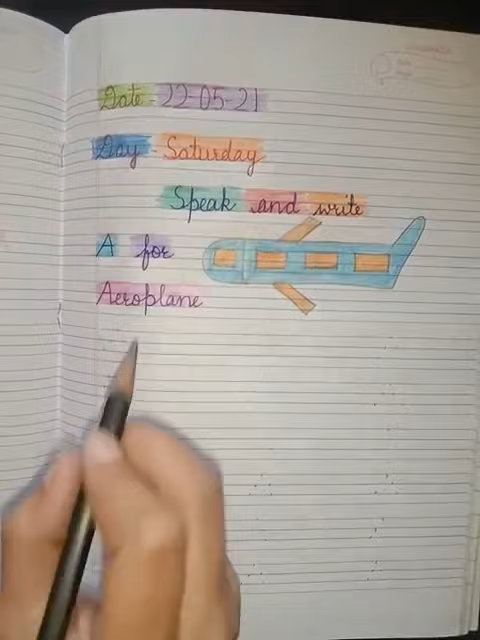 Date - 22-05-21
Day - Saturday
Speak and write
A for
Aeroplane